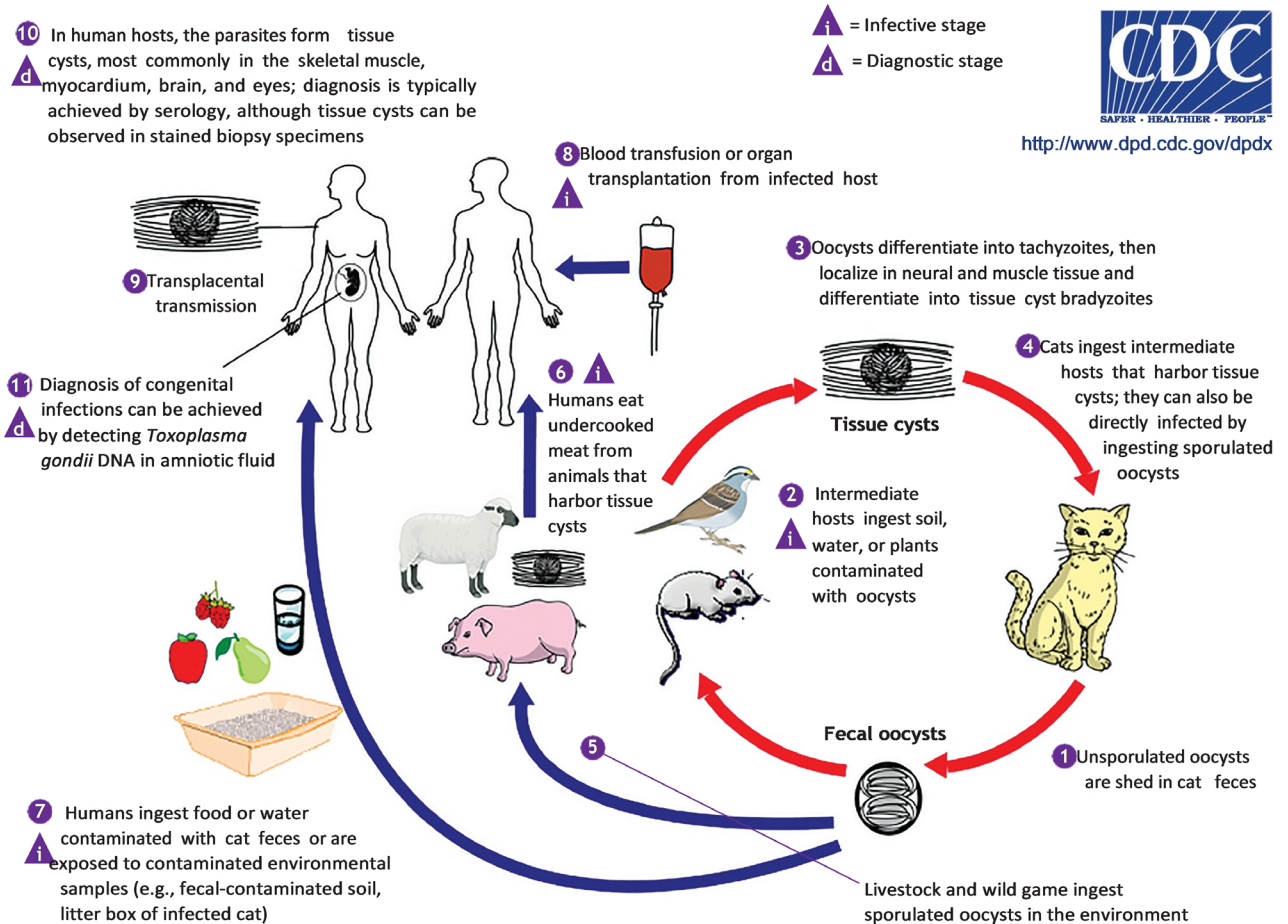 10 In human hosts, the parasites form tissue
cysts, most commonly in the skeletal muscle,
d myocardium, brain, and eyes; diagnosis is typically
achieved by serology, although tissue cysts can be
observed in stained biopsy specimens
i = Infective stage
d = Diagnostic stage
CDC
SAFER · HEALTHIER · PEOPLE™
http://www.dpd.cdc.gov/dpdx
8 Blood transfusion or organ
i transplantation from infected host
9 Transplacental
transmission
3 Oocysts differentiate into tachyzoites, then
localize in neural and muscle tissue and
differentiate into tissue cyst bradyzoites
11 Diagnosis of congenital
infections can be achieved
d by detecting Toxoplasma
gondii DNA in amniotic fluid
6 i
Humans eat
undercooked
meat from
animals that
harbor tissue
cysts
Tissue cysts
4 Cats ingest intermediate
hosts that harbor tissue
cysts; they can also be
directly infected by
ingesting sporulated
oocysts
2 Intermediate
hosts ingest soil,
i water, or plants
contaminated
with oocysts
Fecal oocysts
1 Unsporulated oocysts
are shed in cat feces
5
7 Humans ingest food or water
contaminated with cat feces or are
i exposed to contaminated environmental
samples (e.g., fecal-contaminated soil,
litter box of infected cat)
Livestock and wild game ingest
sporulated oocysts in the environment